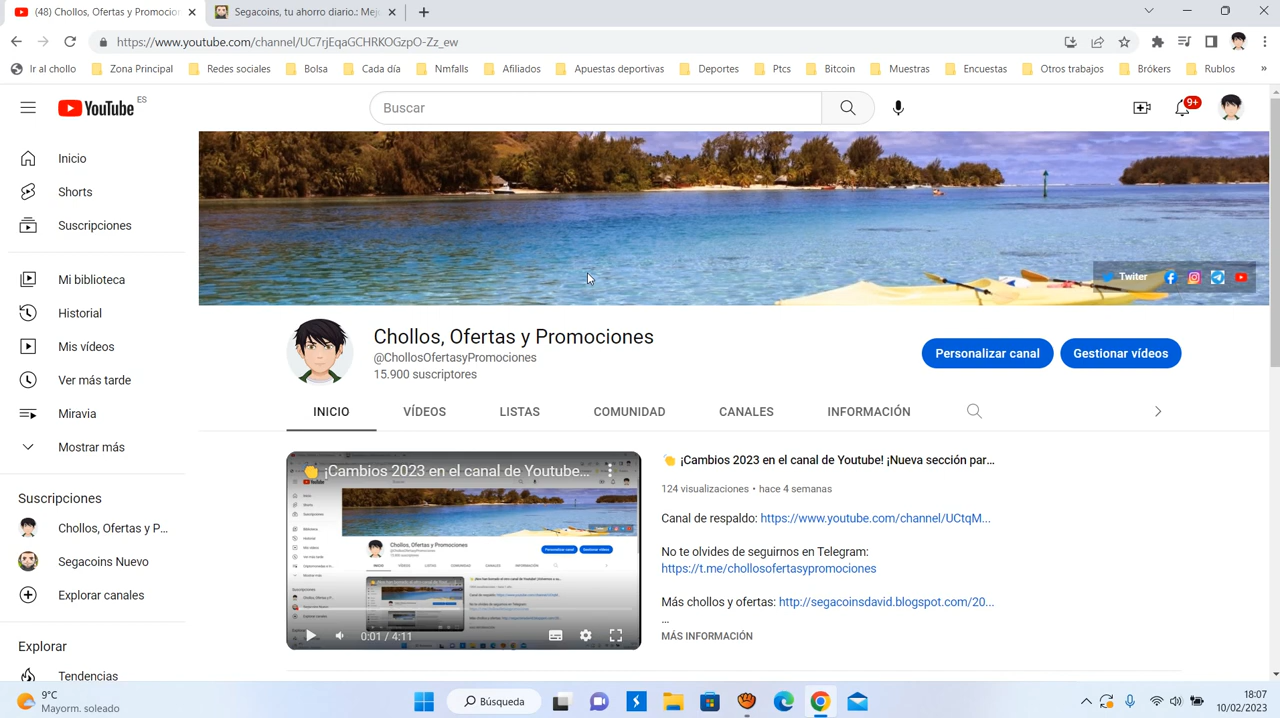 (48) Chollos, Ofertas y Promocion
Segacoins, tu ahorro diario.: Mej
https://www.youtube.com/channel/UC7rjEqaGCHRKOGzpO-Zz_ew
Ir al chollo
Zona Principal
Redes sociales
Bolsa
Cada día
Nmfalls
Afiliados
Apuestas deportivas
Deportes
Ptcs
Bitcoin
Muestras
Encuestas
Otros trabajos
Brókers
Rublos
»
YouTube ES
Buscar
9+
Inicio
Shorts
Suscripciones
Mi biblioteca
Historial
Mis vídeos
Ver más tarde
Miravia
Mostrar más
Suscripciones
Chollos, Ofertas y P...
Segacoins Nuevo
Explorar canales
Explorar
Tendencias
Twiter
Chollos, Ofertas y Promociones
@ChollosOfertasyPromociones
15.900 suscriptores
Personalizar canal
Gestionar vídeos
INICIO
VÍDEOS
LISTAS
COMUNIDAD
CANALES
INFORMACIÓN
¡Cambios 2023 en el canal de Youtube...
0:01 / 4:11
¡Cambios 2023 en el canal de Youtube! ¡Nueva sección par...
124 visualizaciones • hace 4 semanas
Canal de respaldo: https://www.youtube.com/channel/UCtqM...
No te olvides de seguirnos en Telegram:
https://t.me/chollosofertasypromociones
Más chollos y ofertas: http://segacoinsdavid.blogspot.com/20...
...
MÁS INFORMACIÓN
9°C
Mayorm. soleado
Búsqueda
18:07
10/02/2023